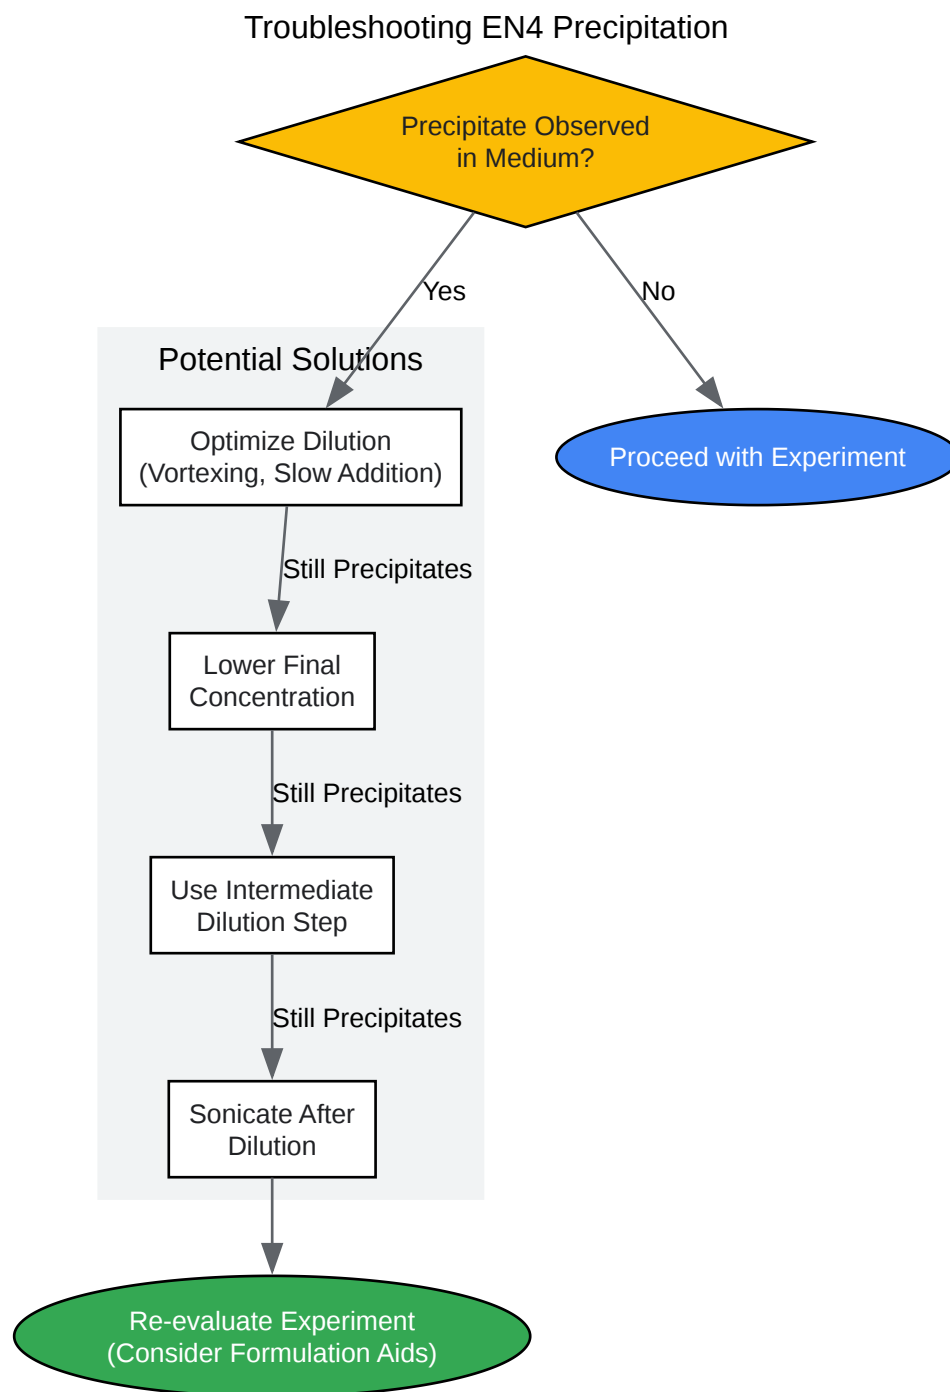 Troubleshooting EN4 Precipitation
Precipitate Observed
in Medium?
Yes
No
Potential Solutions
Optimize Dilution
(Vortexing, Slow Addition)
Proceed with Experiment
Still Precipitates
Lower Final
Concentration
Still Precipitates
Use Intermediate
Dilution Step
Still Precipitates
Sonicate After
Dilution
Re-evaluate Experiment
(Consider Formulation Aids)